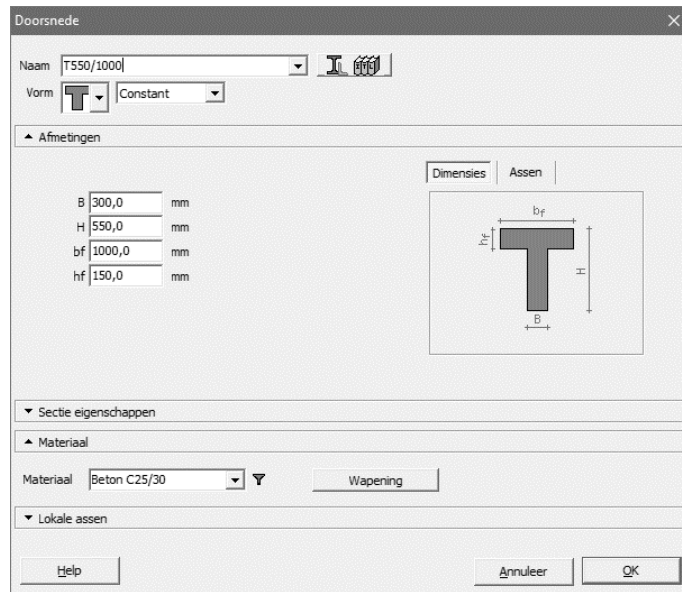 Doorsnede
Naam T550/1000
Vorm Constant
Afmetingen
B 300,0 mm
H 550,0 mm
bf 1000,0 mm
hf 150,0 mm
Dimensies Assen
bf
hf
H
B
Sectie eigenschappen
Materiaal
Materiaal Beton C25/30 Wapening
Lokale assen
Help Annuleer OK